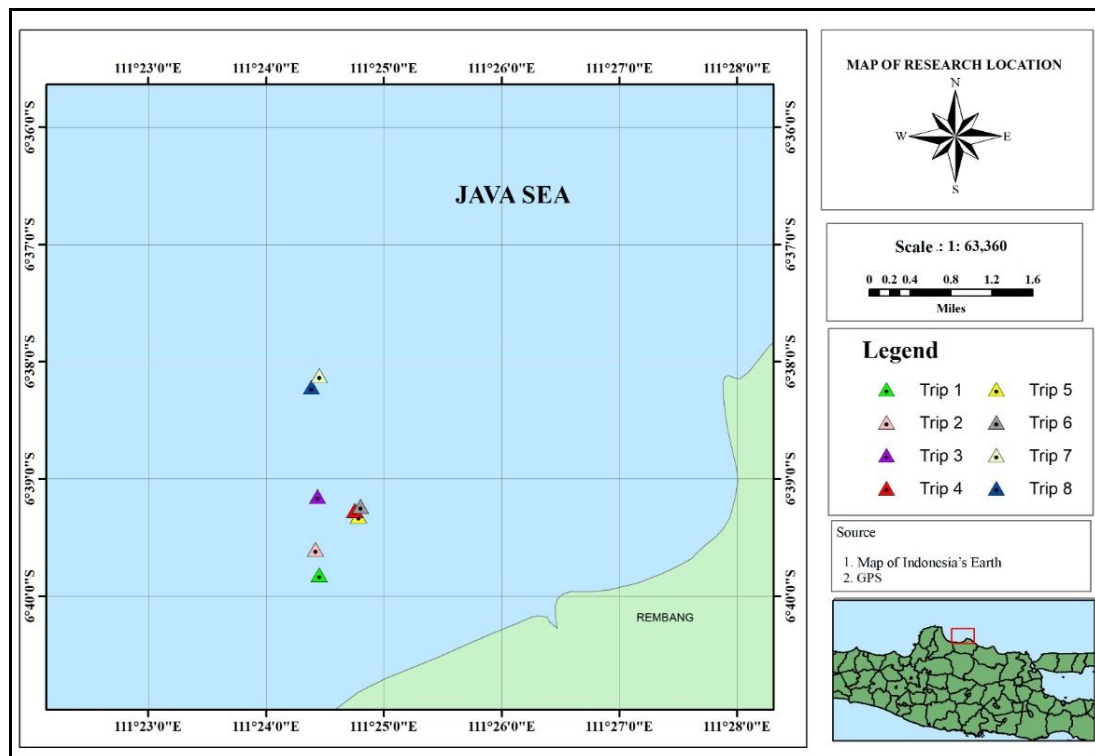 111°23'0"E 111°24'0"E 111°25'0"E 111°26'0"E 111°27'0"E 111°28'0"E
6°36'0"S 6°36'0"S
6°37'0"S 6°37'0"S
6°38'0"S 6°38'0"S
6°39'0"S 6°39'0"S
6°40'0"S 6°40'0"S
JAVA SEA
REMBANG
111°23'0"E 111°24'0"E 111°25'0"E 111°26'0"E 111°27'0"E 111°28'0"E
MAP OF RESEARCH LOCATION
N
W E
S
Scale .: 1: 63,360
0 0.2 0.4 0.8 1.2 1.6
Miles
Legend
Trip 1 Trip 5
Trip 2 Trip 6
Trip 3 Trip 7
Trip 4 Trip 8
Source
1. Map of Indonesia's Earth
2. GPS